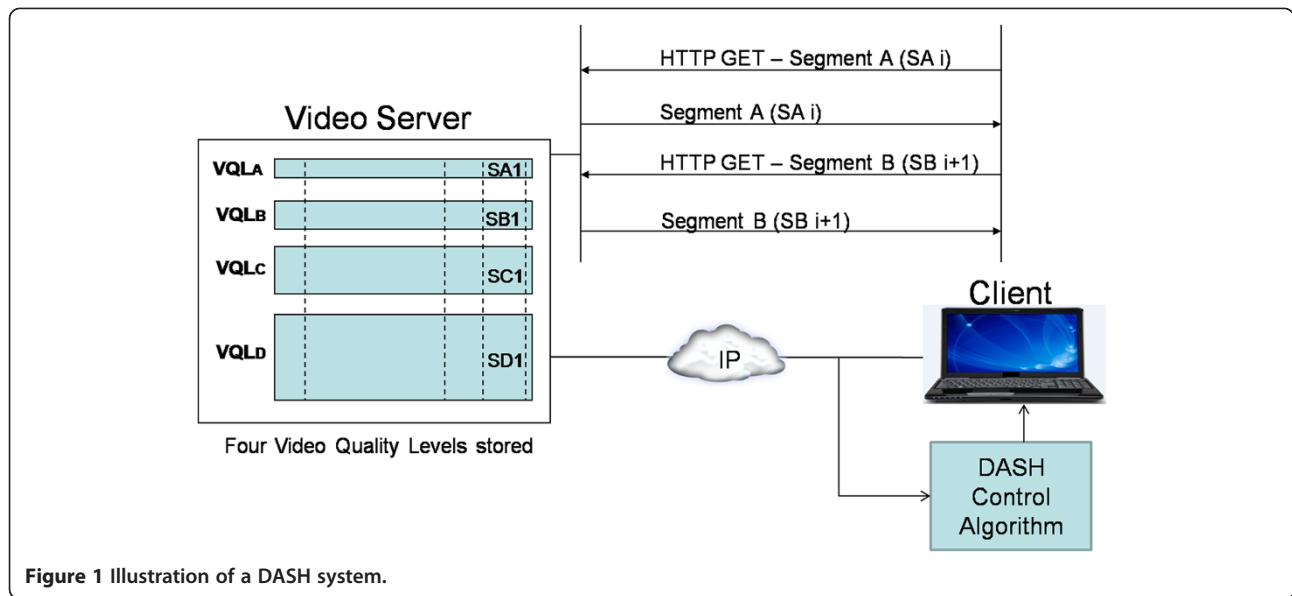 HTTP GET – Segment A (SA i)
Segment A (SA i)
HTTP GET – Segment B (SB i+1)
Segment B (SB i+1)
Video Server
VQLA
SA1
VQLB
SB1
VQLC
SC1
VQLD
SD1
Four Video Quality Levels stored
IP
Client
DASH
Control
Algorithm
Figure 1 Illustration of a DASH system.